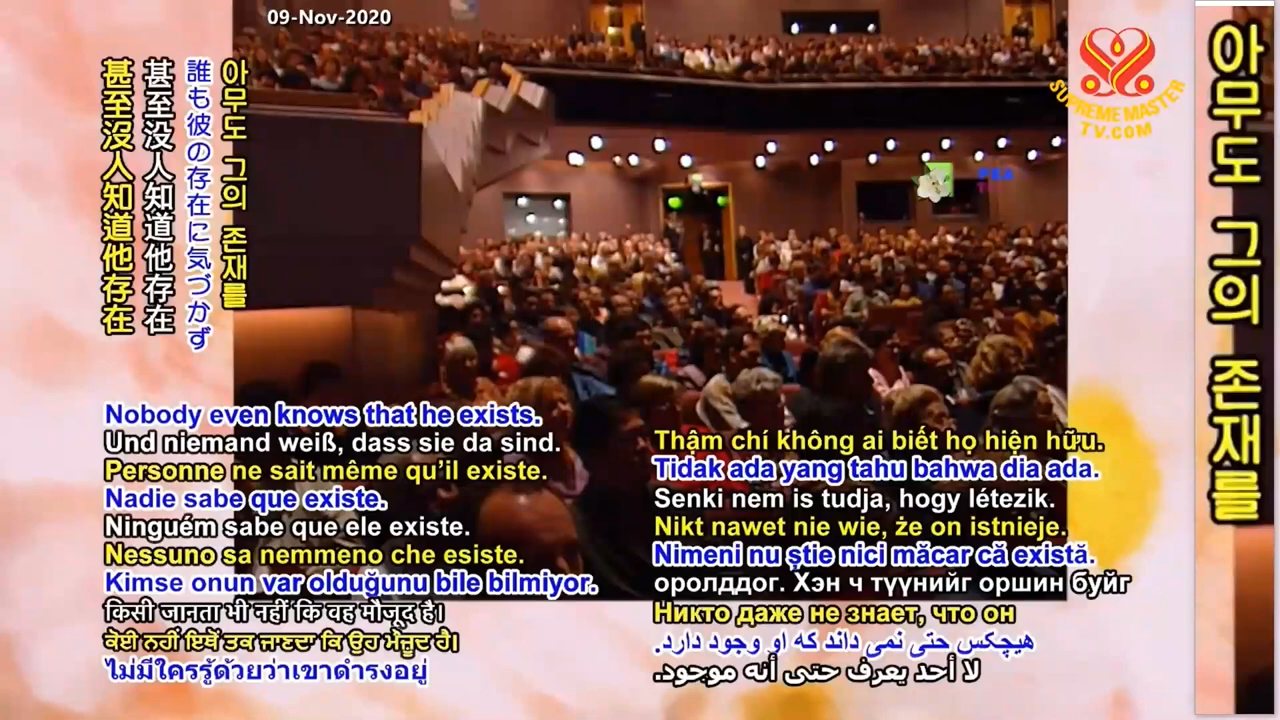 09-Nov-2020
SUPREME MASTER
TV.COM
아무도 그의 존재를
誰も彼の存在に気づかず
甚至没人知道他存在
甚至沒人知道他存在
아무도 그의 존재를
Nobody even knows that he exists.
Und niemand weiß, dass sie da sind.
Personne ne sait même qu’il existe.
Nadie sabe que existe.
Ninguém sabe que ele existe.
Nessuno sa nemmeno che esiste.
Kimse onun var olduğunu bile bilmiyor.
किसी जानता भी नहीं कि वह मौजूद है।
ਕੋਈ ਨਹੀਂ ਇਥੋਂ ਤਕ ਜਾਣਦਾ ਕਿ ਉਹ ਮੌਜੂਦ ਹੈ।
ไม่มีใครรู้ด้วยว่าเขาดำรงอยู่
Thậm chí không ai biết họ hiện hữu.
Tidak ada yang tahu bahwa dia ada.
Senki nem is tudja, hogy létezik.
Nikt nawet nie wie, że on istnieje.
Nimeni nu știe nici măcar că există.
оролддог. Хэн ч түүнийг оршин буйг
Никто даже не знает, что он
هیچکس حتی نمی داند که او وجود دارد.
لا أحد يعرف حتى أنه موجود.